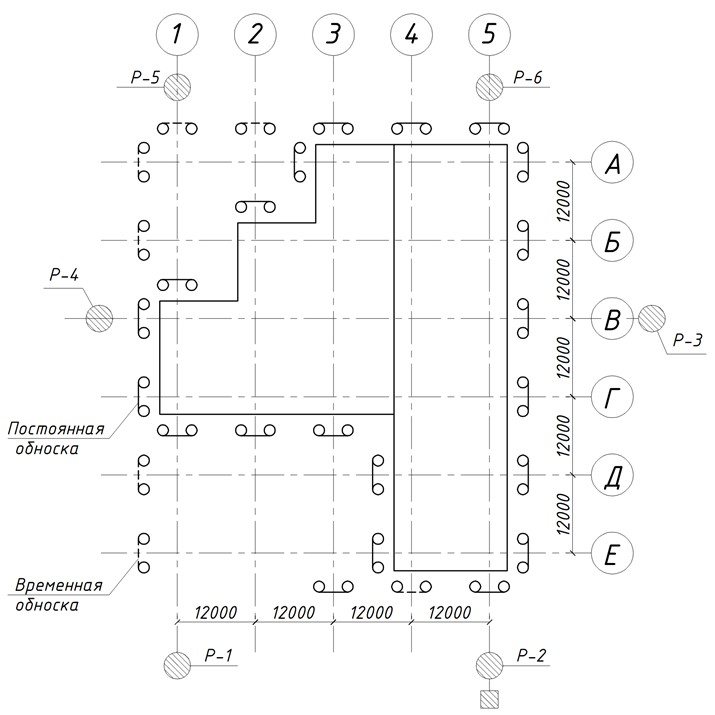 1 2 3 4 5
Р-5
Р-6
А
12000
Б
Р-4
12000
В
Р-3
12000
Г
Постоянная
обноска
12000
Д
12000
Е
Временная
обноска
12000 12000 12000 12000
Р-1
Р-2